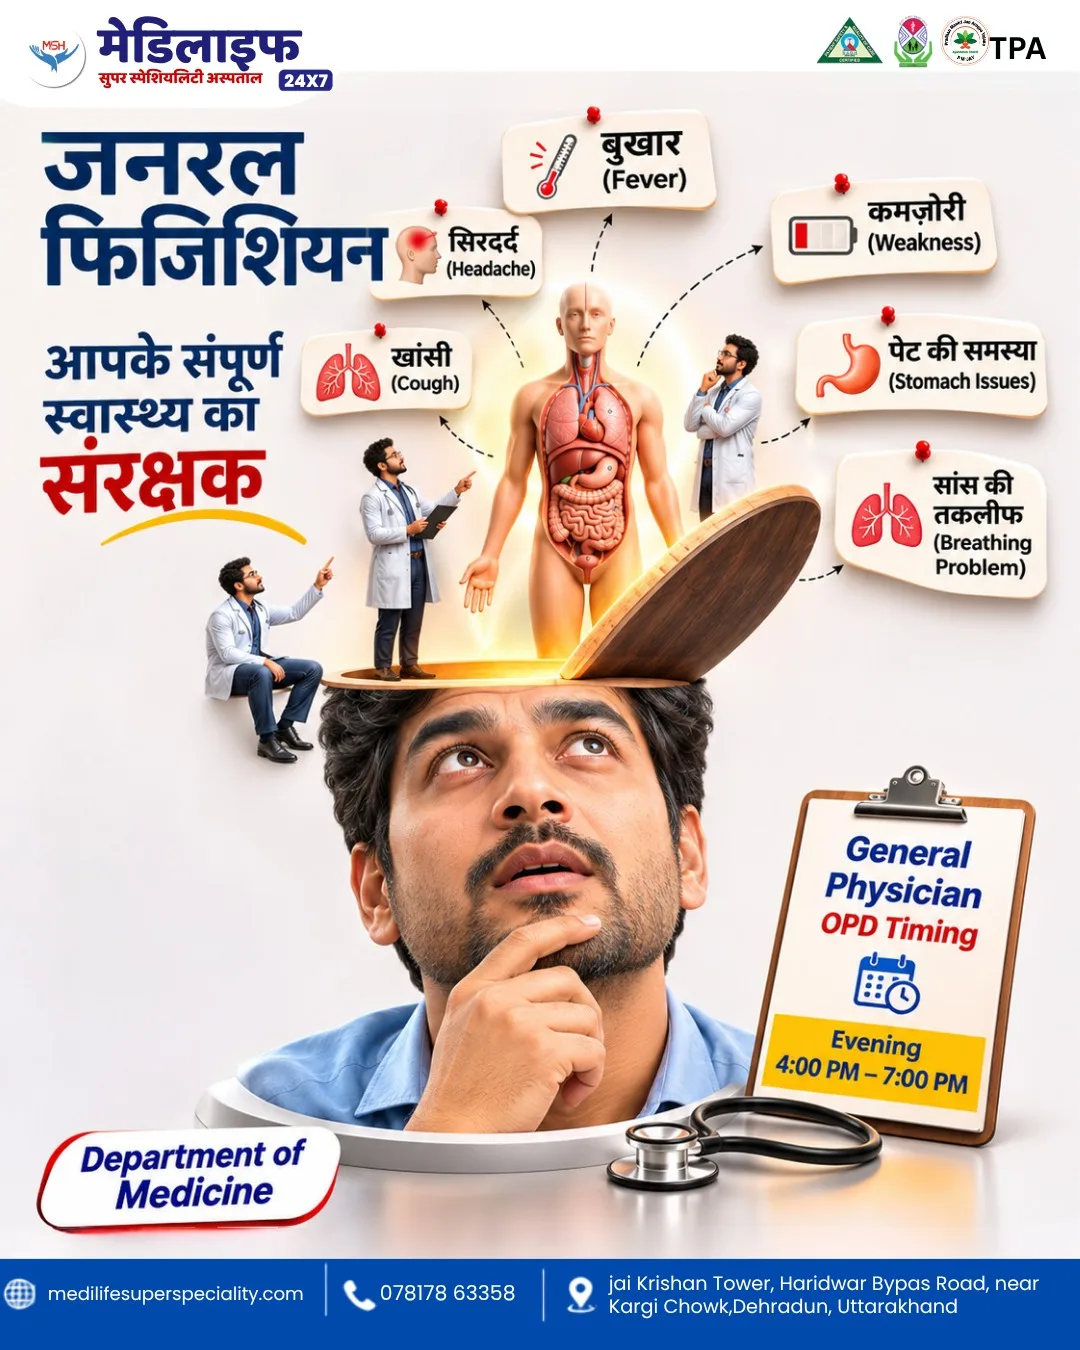 MSH
मेडिलाइफ
सुपर स्पेशियलिटी अस्पताल
24X7
TPA
जनरल
फिजिशियन
आपके संपूर्ण
स्वास्थ्य का
संरक्षक
बुखार
(Fever)
सिरदर्द
(Headache)
कमज़ोरी
(Weakness)
खांसी
(Cough)
पेट की समस्या
(Stomach Issues)
सांस की
तकलीफ
(Breathing
Problem)
General
Physician
OPD Timing
Evening
4:00 PM – 7:00 PM
Department of
Medicine
medilifesuperspeciality.com
078178 63358
jai Krishan Tower, Haridwar Bypas Road, near
Kargi Chowk,Dehradun, Uttarakhand